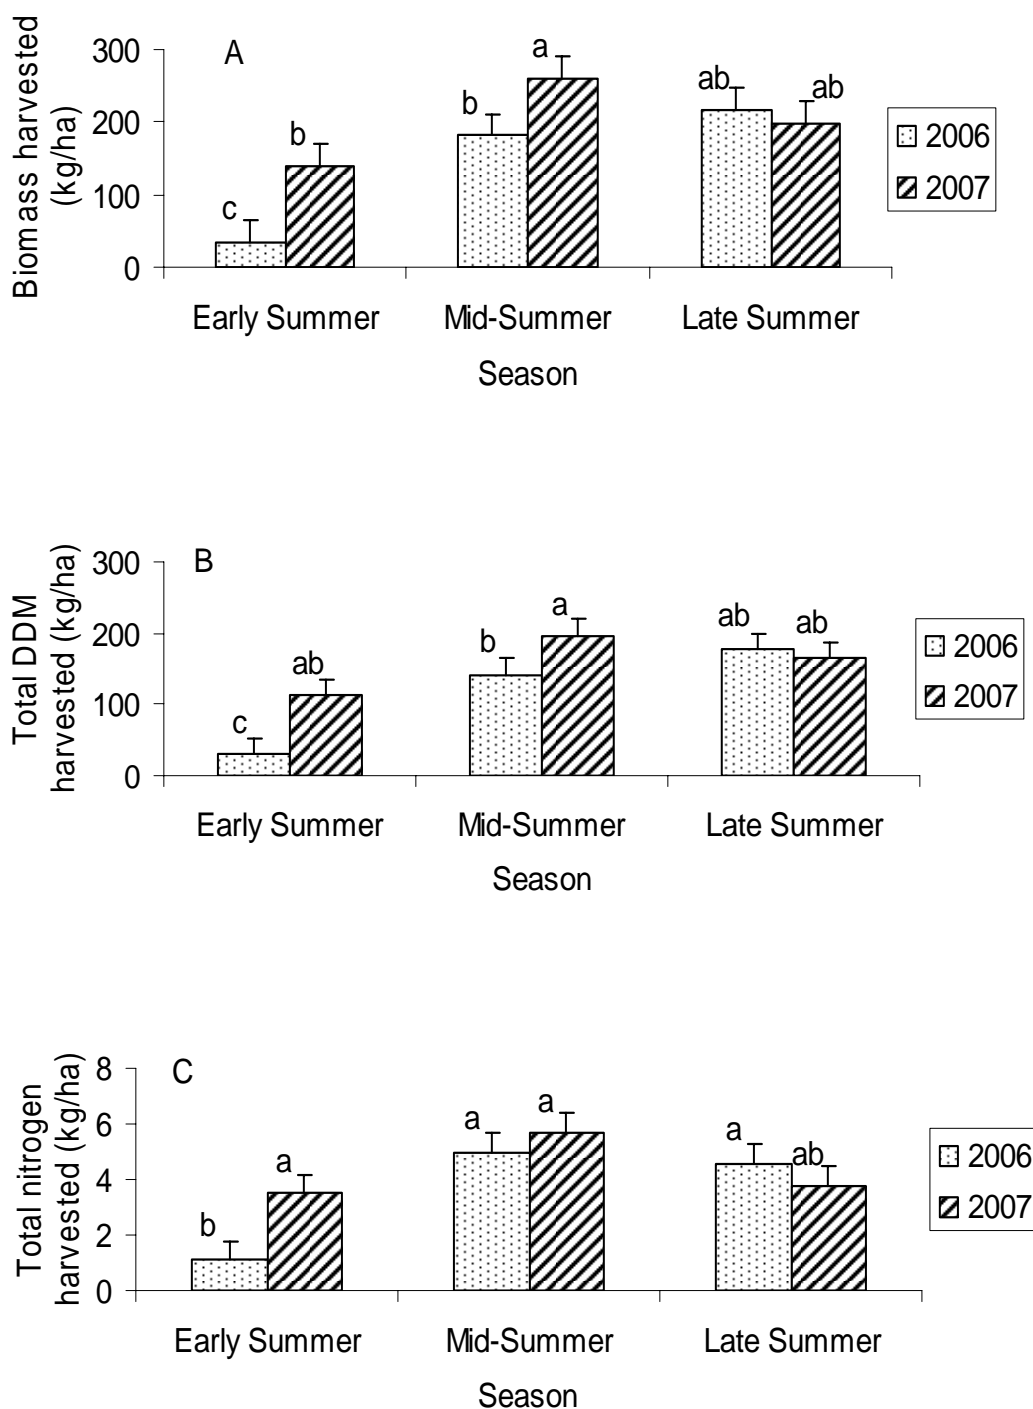 Biomass harvested
(kg/ha)
300
200
100
0
A
c
b
b
a
ab
ab
2006
2007
Early Summer
Mid-Summer
Late Summer
Season
Total DDM
harvested (kg/ha)
300
200
100
0
B
c
ab
b
a
ab
ab
2006
2007
Early Summer
Mid-Summer
Late Summer
Season
Total nitrogen
harvested (kg/ha)
8
6
4
2
0
C
b
a
a
a
a
ab
2006
2007
Early Summer
Mid-Summer
Late Summer
Season